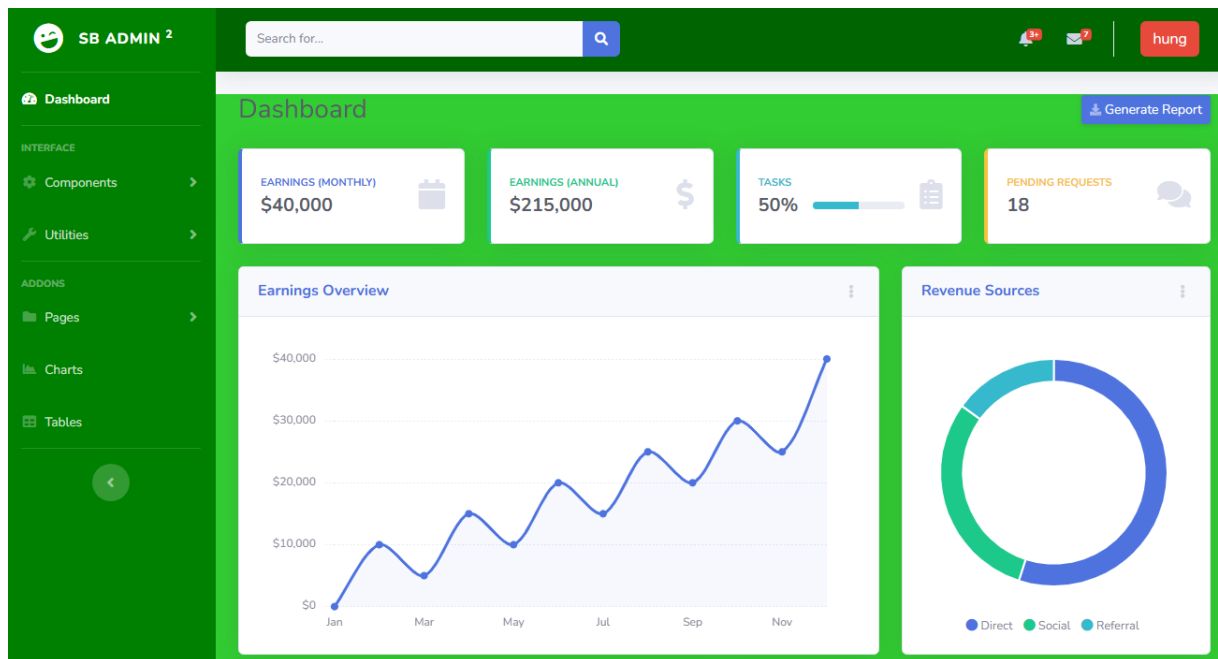 SB ADMIN 2
Search for...
3+
7
hung
Dashboard
INTERFACE
Components
Utilities
ADDONS
Pages
Charts
Tables
Dashboard
Generate Report
EARNINGS (MONTHLY)
$40,000
EARNINGS (ANNUAL)
$215,000
TASKS
50%
PENDING REQUESTS
18
Earnings Overview
$40,000
$30,000
$20,000
$10,000
$0
Jan Mar May Jul Sep Nov
Revenue Sources
Direct Social Referral